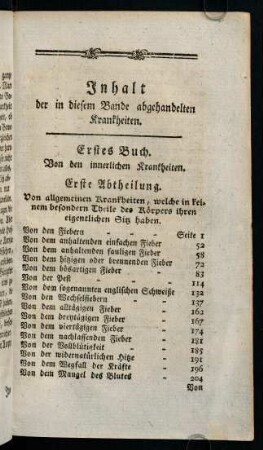 Inhalt
der in diesem Bande abgehandelten
Krankheiten.
Erstes Buch.
Von den innerlichen Krankheiten.
Erste Abtheilung.
Von allgemeinen Krankheiten, welche in kei-
nem besondern Theile des Körpers ihren
eigentlichen Sitz haben.
Von den Fiebern - Seite 1
Von dem anhaltenden einfachen Fieber 52
Von dem anhaltenden fauligen Fieber 58
Von dem hitzigen oder brennenden Fieber 72
Von dem bösartigen Fieber - 83
Von der Pest - - 114
Von dem sogenannten englischen Schweiße 132
Von den Wechselfiebern - 137
Von dem alltägigen Fieber - 162
Von dem dreytägigen Fieber - 167
Von dem viertägigen Fieber - 174
Von dem nachlassenden Fieber - 181
Von der Vollblütigkeit - 185
Von der widernatürlichen Hitze - 191
Von dem Wegfall der Kräfte - 196
Von dem Mangel des Blutes - 204
Von